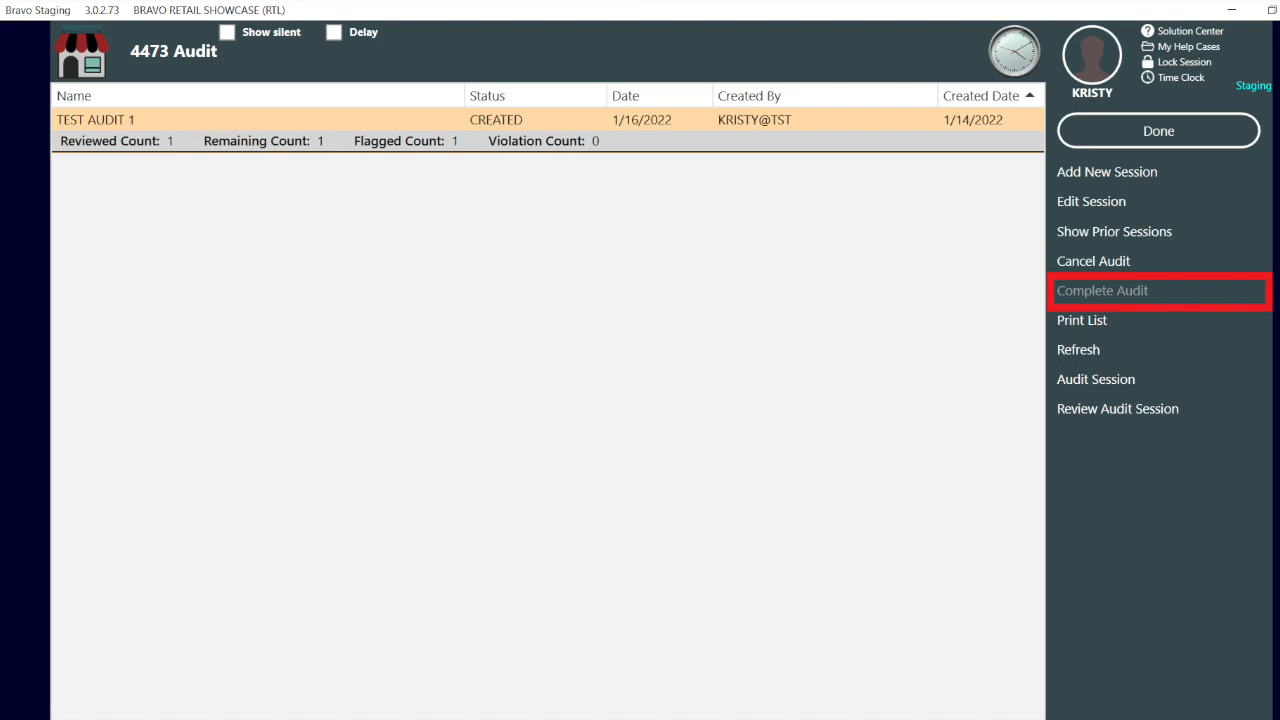 Bravo Staging 3.0.2.73 BRAVO RETAIL SHOWCASE (RTL)
4473 Audit
Show silent Delay
KRISTY
Solution Center
My Help Cases
Lock Session
Time Clock
Staging
Name Status Date Created By Created Date
TEST AUDIT 1 CREATED 1/16/2022 KRISTY@TST 1/14/2022
Reviewed Count: 1 Remaining Count: 1 Flagged Count: 1 Violation Count: 0
Done
Add New Session
Edit Session
Show Prior Sessions
Cancel Audit
Complete Audit
Print List
Refresh
Audit Session
Review Audit Session